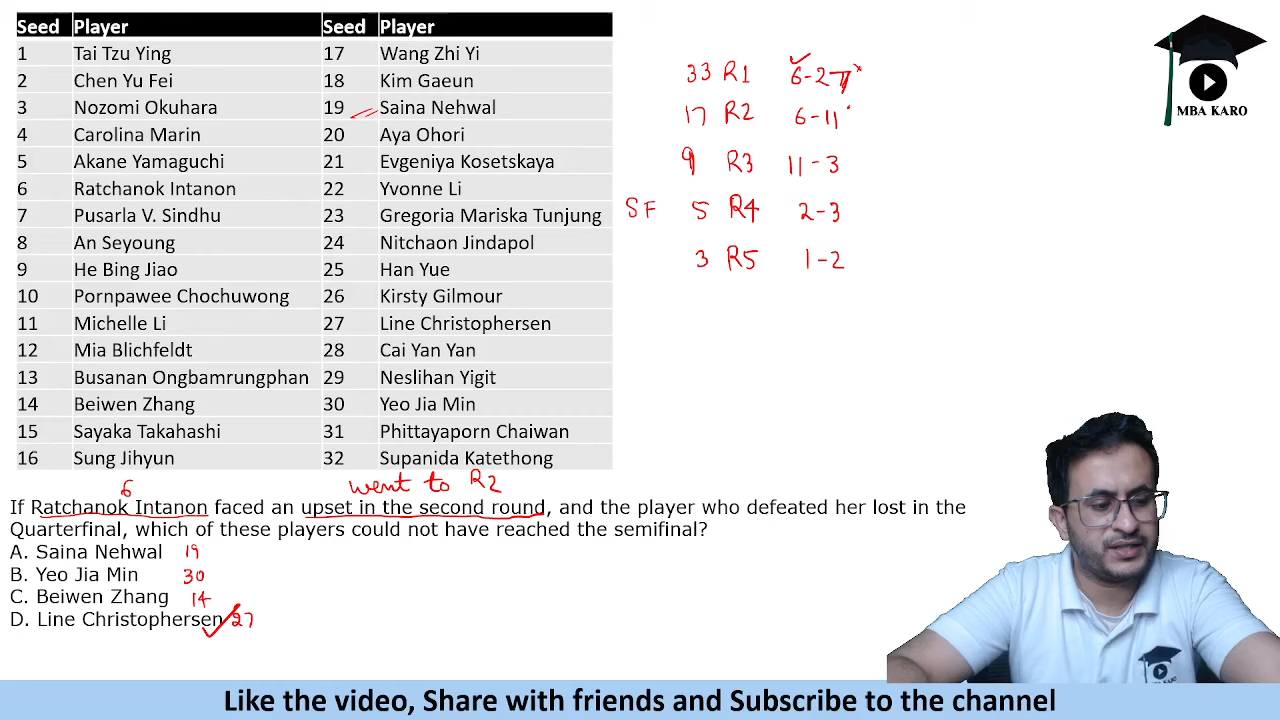 Seed Player Seed Player
1 Tai Tzu Ying 17 Wang Zhi Yi
2 Chen Yu Fei 18 Kim Gaeun
3 Nozomi Okuhara 19 Saina Nehwal
4 Carolina Marin 20 Aya Ohori
5 Akane Yamaguchi 21 Evgeniya Kosetskaya
6 Ratchanok Intanon 22 Yvonne Li
7 Pusarla V. Sindhu 23 Gregoria Mariska Tunjung
8 An Seyoung 24 Nitchaon Jindapol
9 He Bing Jiao 25 Han Yue
10 Pornpawee Chochuwong 26 Kirsty Gilmour
11 Michelle Li 27 Line Christophersen
12 Mia Blichfeldt 28 Cai Yan Yan
13 Busanan Ongbamrungphan 29 Neslihan Yigit
14 Beiwen Zhang 30 Yeo Jia Min
15 Sayaka Takahashi 31 Phittayaporn Chaiwan
16 Sung Jihyun 32 Supanida Katethong
33 R1 6-27
17 R2 6-11
9 R3 11-3
SF 5 R4 2-3
3 R5 1-2
MBA KARO
6 went to R2
If Ratchanok Intanon faced an upset in the second round, and the player who defeated her lost in the
Quarterfinal, which of these players could not have reached the semifinal?
A. Saina Nehwal 19
B. Yeo Jia Min 30
C. Beiwen Zhang 14
D. Line Christophersen 27
MBA KARO
Like the video, Share with friends and Subscribe to the channel